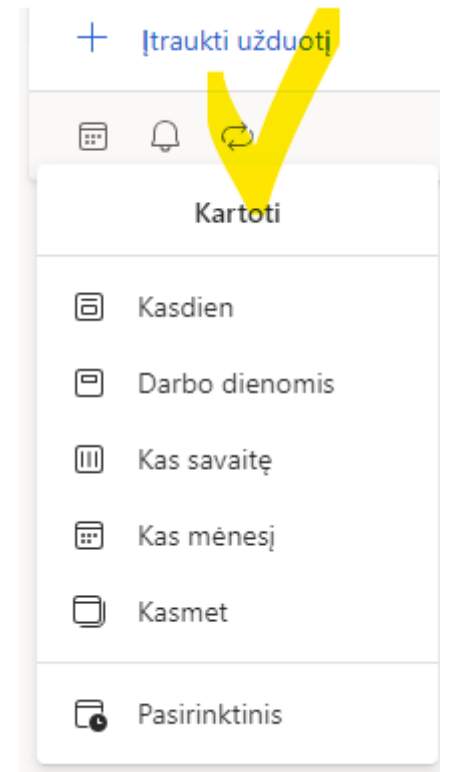 Įtraukti užduotį
Kartoti
Kasdien
Darbo dienomis
Kas savaitę
Kas mėnesį
Kasmet
Pasirinktinis